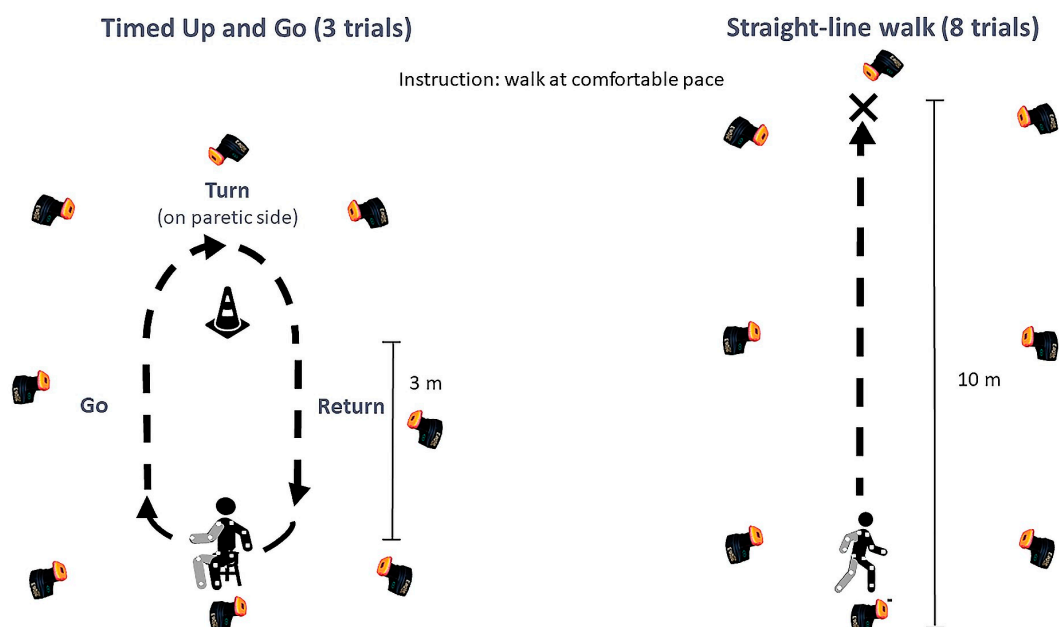 Timed Up and Go (3 trials)
Straight-line walk (8 trials)
Instruction: walk at comfortable pace
Turn
(on paretic side)
Go
Return
3 m
10 m